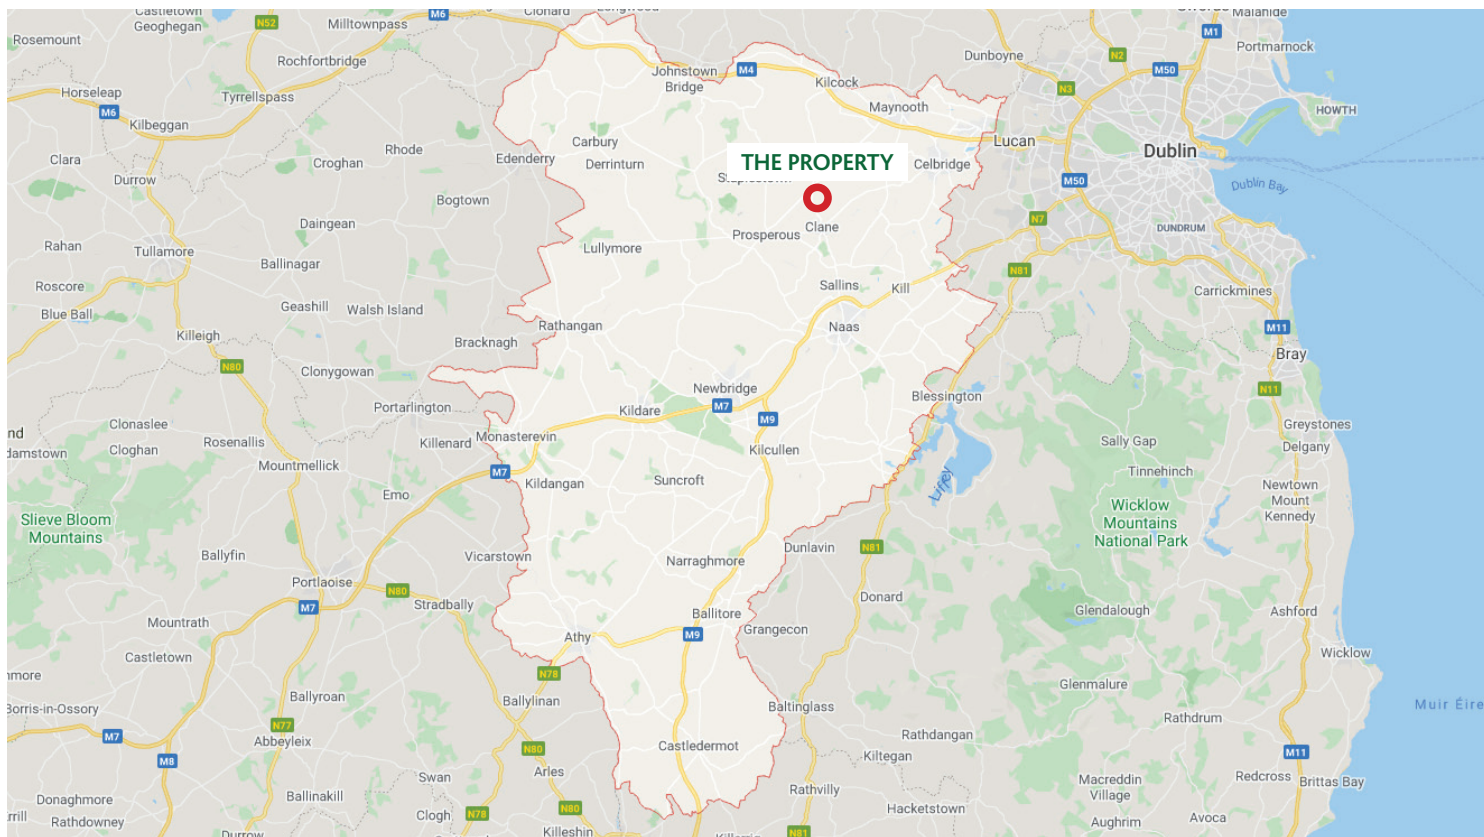 Castletown
Geoghegan
N52
Milltownpass
M6
Clonard
Longwood
Malahide
M1
Rosemount
Rochfortbridge
Dunboyne
N2
Portmarnock
Johnstown
Bridge
M4
Kilcock
M50
Horseleap
M6
Tyrrellspass
N3
Maynooth
HOWTH
Kilbeggan
Carbury
Lucan
Clara
Croghan
Rhode
Edenderry
Derrinturn
THE PROPERTY
Celbridge
Dublin
Durrow
M50
Dublin Bay
Bogtown
Daingean
N7
Rahan
Tullamore
Ballinagar
Lullymore
Prosperous
Clane
DUNDRUM
N81
Roscore
Sallins
Kill
Carrickmines
Blue Ball
Geashill
Walsh Island
Killeigh
Bracknagh
Rathangan
Naas
M11
Bray
N80
Clonygowan
Newbridge
N11
Portarlington
Kildare
M7
M9
Blessington
Clonaslee
Rosenallis
Killenard
Monasterevin
Greystones
Delgany
Cloghan
Mountmellick
Kilcullen
Sally Gap
M7
Kildangan
Suncroft
Liffey
Tinnehinch
Emo
Newtown
Mount
Kennedy
Slieve Bloom
Mountains
Wicklow
Mountains
National Park
Ballyfin
Vicarstown
Narraghmore
Dunlavin
N81
Portlaoise
N80
M7
Stradbally
Donard
Mountrath
Ballitore
Glendalough
Ashford
Athy
M9
Grangecon
Castletown
Wicklow
N78
Ballyroan
Ballylinan
Glenmalure
Borris-in-Ossory
N77
Baltinglass
Rathdrum
Muir Éire
M7
Abbeyleix
N80
Castledermot
Rathdangan
M8
Kiltegan
M11
Arles
Swan
Redcross
Brittas Bay
Donaghmore
Ballinakill
Rathvilly
Macreddin
Village
Rathdowney
Clogh
N78
N80
Hacketstown
Avoca
Durrow
Killeshin
N81
Aughrim